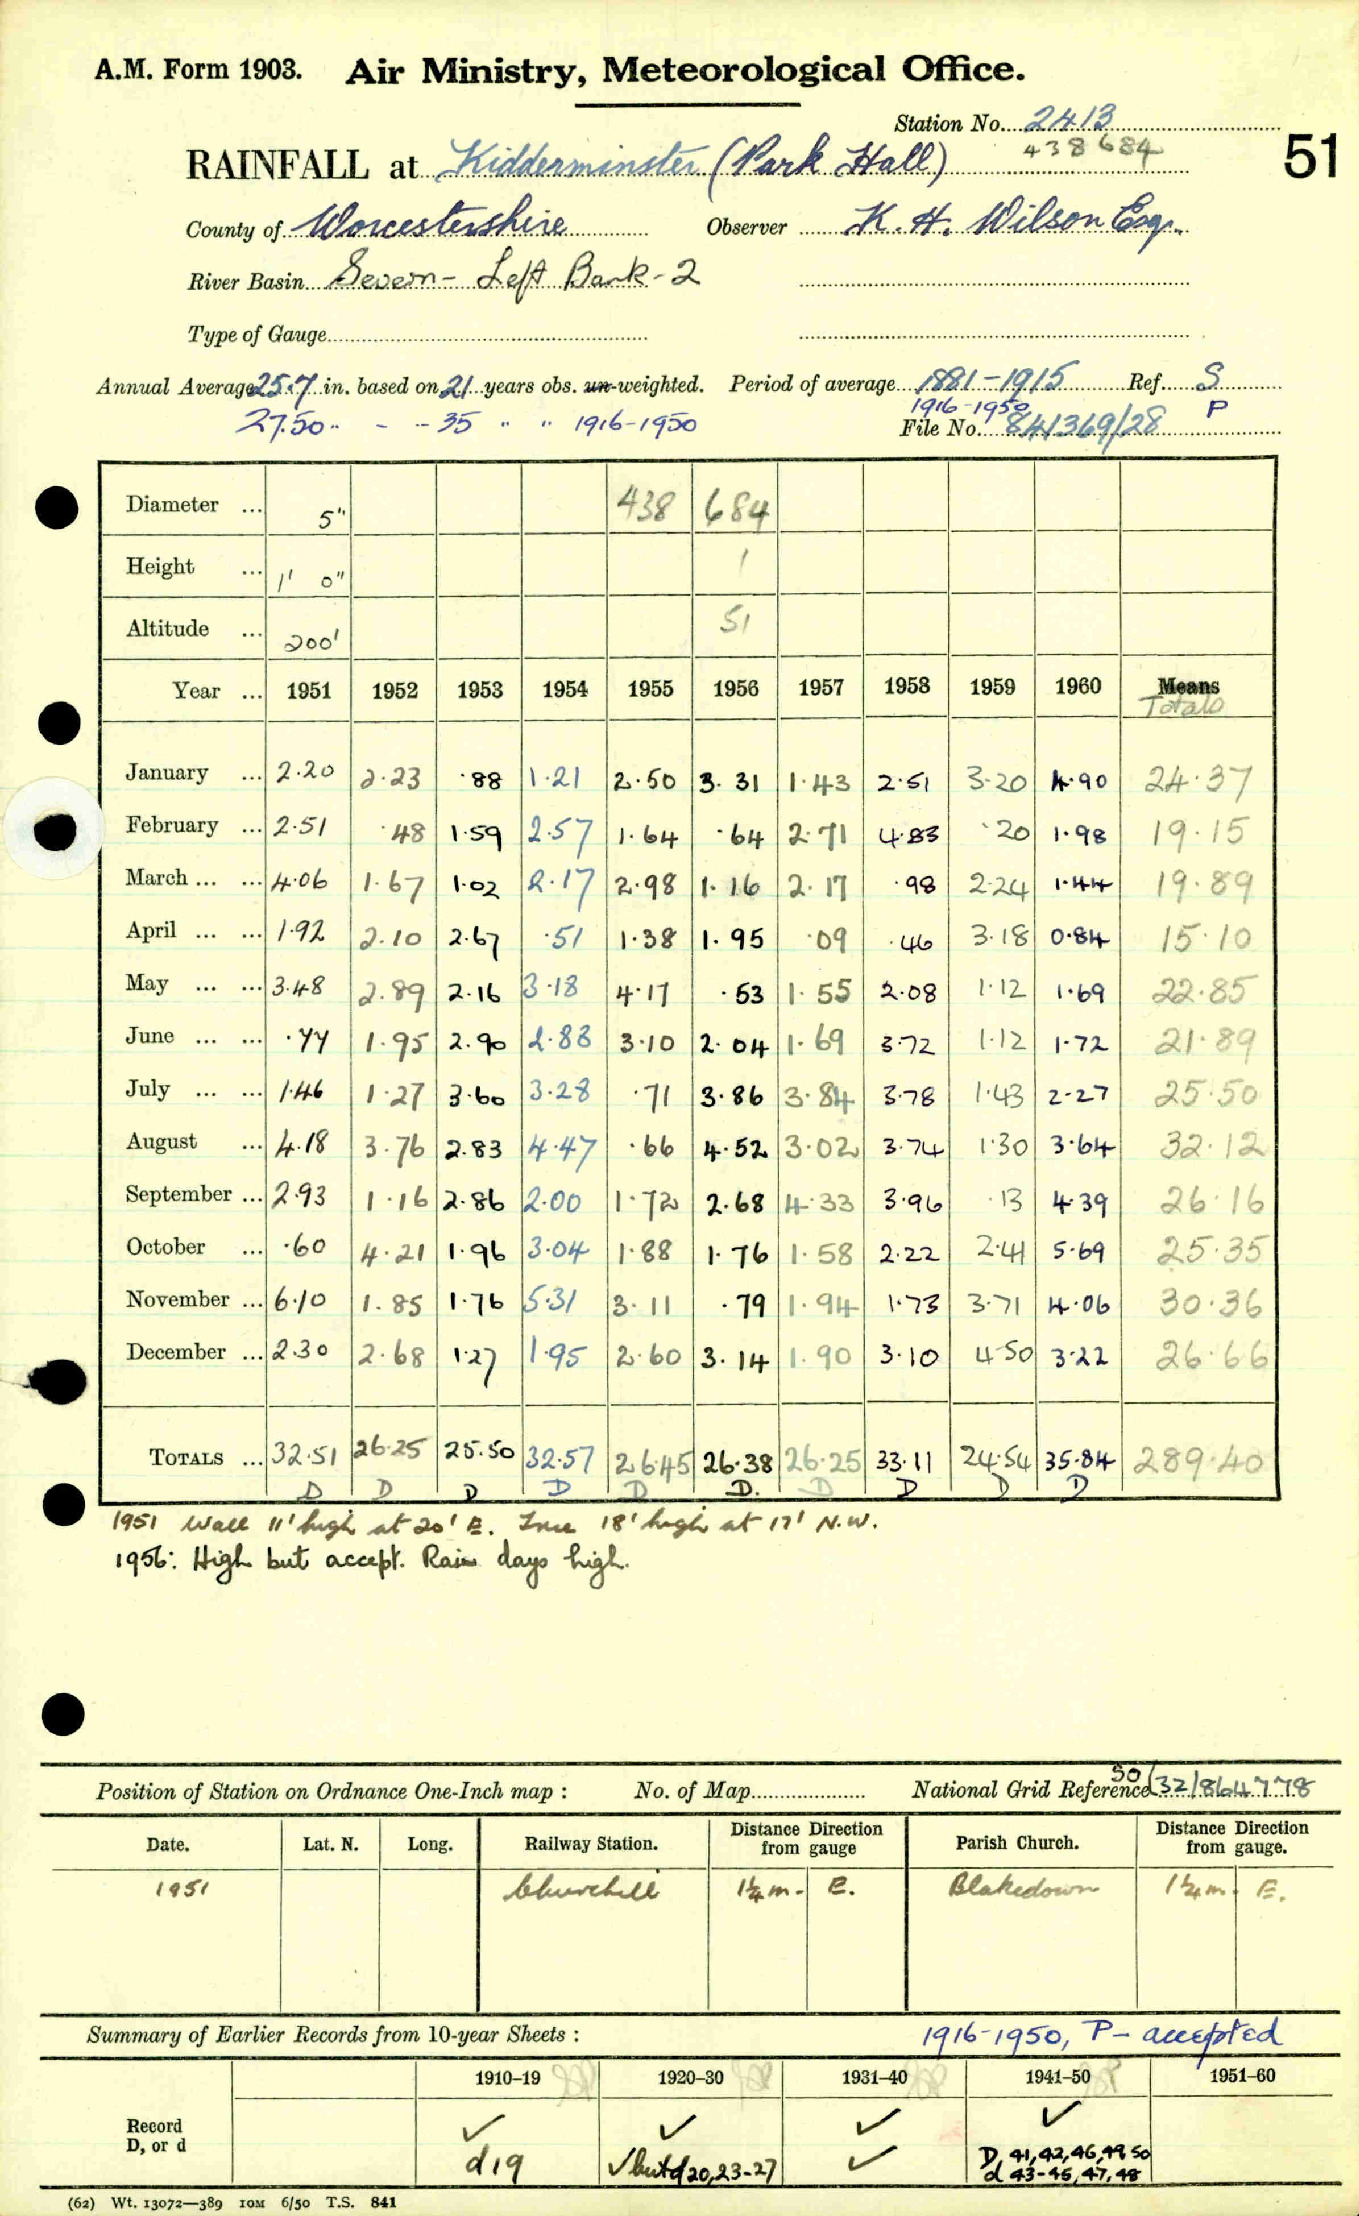 A.M. Form 1903. Air Ministry, Meteorological Office.
Station No. 2413
438684
51
RAINFALL at Kidderminster (Park Hall)
County of Worcestershire Observer K. H. Wilson Esq.
River Basin Severn - Left Bank - 2
Type of Gauge
Annual Average 25.7 in. based on 21 years obs. un-weighted. Period of average 1881-1915 Ref. S
27.50 " - - 35 " " 1916-1950 1916-1950 P
File No. 841369/28
Diameter ... 5" 438 684
Height ... 1' 0" 1
Altitude ... 200' 51
Year ... 1951 1952 1953 1954 1955 1956 1957 1958 1959 1960 Means
Totals
January ... 2.20 2.23 .88 1.21 2.50 3.31 1.43 2.51 3.20 4.90 24.37
February ... 2.51 .48 1.59 2.57 1.64 .64 2.71 4.83 .20 1.98 19.15
March ... ... 4.06 1.67 1.02 2.17 2.98 1.16 2.17 .98 2.24 1.44 19.89
April ... ... 1.92 2.10 2.67 .51 1.38 1.95 .09 .46 3.18 0.84 15.10
May ... ... 3.48 2.89 2.16 3.18 4.17 .53 1.55 2.08 1.12 1.69 22.85
June ... ... .77 1.95 2.90 2.88 3.10 2.04 1.69 3.72 1.12 1.72 21.89
July ... ... 1.46 1.27 3.60 3.28 .71 3.86 3.84 3.78 1.43 2.27 25.50
August ... 4.18 3.76 2.83 4.47 .66 4.52 3.02 3.74 1.30 3.64 32.12
September ... 2.93 1.16 2.86 2.00 1.72 2.68 4.33 3.96 .13 4.39 26.16
October ... .60 4.21 1.96 3.04 1.88 1.76 1.58 2.22 2.41 5.69 25.35
November ... 6.10 1.85 1.76 5.31 3.11 .79 1.94 1.73 3.71 4.06 30.36
December ... 2.30 2.68 1.27 1.95 2.60 3.14 1.90 3.10 4.50 3.22 26.66
TOTALS ... 32.51 26.25 25.50 32.57 26.45 26.38 26.25 33.11 24.54 35.84 289.40
D D D D D D. D D D D
1951 Wall 11' high at 20' E. Tree 18' high at 17' N.W.
1956: High but accept. Rain days high.
Position of Station on Ordnance One-Inch map : No. of Map National Grid Reference 32/864778
SO
Date. Lat. N. Long. Railway Station. Distance Direction from gauge Parish Church. Distance Direction from gauge.
1951 Churchill 1¼ m. E. Blakedown 1¼ m. E.
Summary of Earlier Records from 10-year Sheets : 1916-1950, P - accepted
1910-19 1920-30 1931-40 1941-50 1951-60
Record ✓ ✓ ✓ ✓
D, or d d19 ✓ but d20,23-27 ✓ D 41,42,46,49 50
d 43-45,47,48
(62) Wt. 13072—389 10M 6/50 T.S. 841